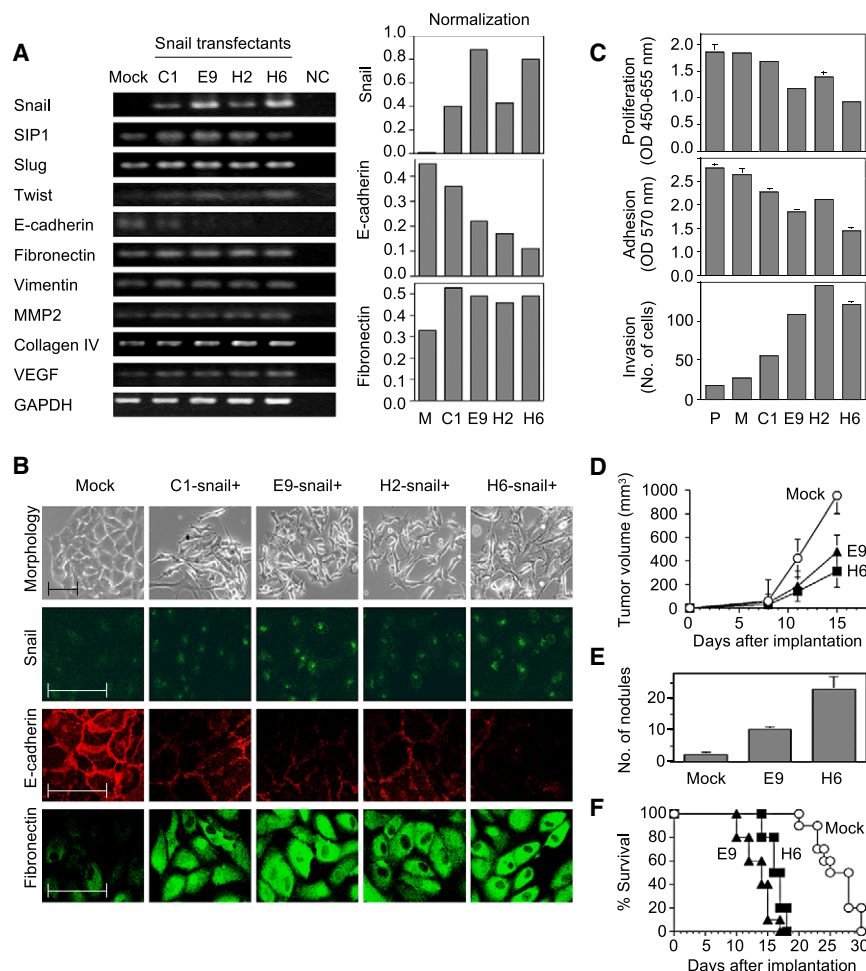 A
Snail transfectants
Mock C1 E9 H2 H6 NC
Snail
SIP1
Slug
Twist
E-cadherin
Fibronectin
Vimentin
MMP2
Collagen IV
VEGF
GAPDH
Normalization
Snail
1.0
0.8
0.6
0.4
0.2
0.0
E-cadherin
0.4
0.3
0.2
0.1
0.0
Fibronectin
0.5
0.4
0.3
0.2
0.1
0.0
M C1 E9 H2 H6
C
Proliferation
(OD 450-655 nm)
2.0
1.5
1.0
0.5
0.0
Adhesion
(OD 570 nm)
2.5
2.0
1.5
1.0
0.5
0.0
Invasion
(No. of cells)
100
50
0
P M C1 E9 H2 H6
B
Mock C1-snail+ E9-snail+ H2-snail+ H6-snail+
Morphology
Snail
E-cadherin
Fibronectin
D
Tumor volume (mm³)
1000
800
600
400
200
0
Mock
E9
H6
0 5 10 15
Days after implantation
E
No. of nodules
20
10
0
Mock E9 H6
F
% Survival
100
80
60
40
20
0
E9 H6 Mock
0 5 10 15 20 25 30
Days after implantation